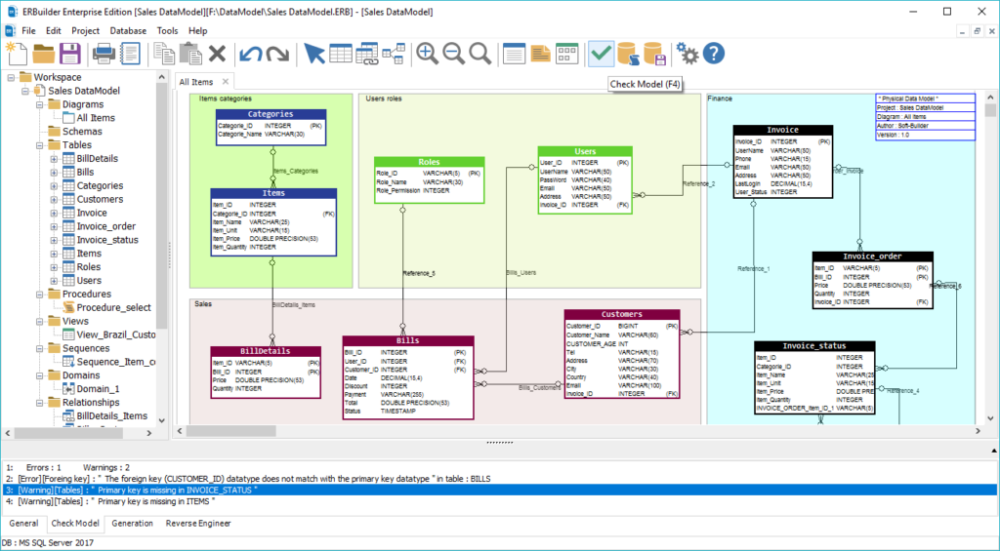 ERBuilder Enterprise Edition [Sales DataModel][F:\DataModel\Sales DataModel.ERB] - [Sales DataModel]
File Edit Project Database Tools Help
Check Model (F4)
Workspace
Sales DataModel
Diagrams
All Items
Schemas
Tables
BillDetails
Bills
Categories
Customers
Invoice
Invoice_order
Invoice_status
Items
Roles
Users
Procedures
Procedure_select
Views
View_Brazil_Custo
Sequences
Sequence_Item_c
Domains
Domain_1
Relationships
BillDetails_Items
All Items
Items categories
Categories
Categorie_ID INTEGER (PK)
Categorie_Name VARCHAR(30)
Items_Categories
Items
Item_ID INTEGER
Categorie_ID INTEGER (FK)
Item_Name VARCHAR(25)
Item_Unit VARCHAR(15)
Item_Price DOUBLE PRECISION(53)
Item_Quantity INTEGER
Users roles
Roles
Role_ID VARCHAR(5) (PK)
Role_Name VARCHAR(30)
Role_Permission INTEGER
Users
User_ID INTEGER (PK)
UserName VARCHAR(50)
PassWord VARCHAR(40)
Email VARCHAR(50)
Address VARCHAR(50)
Invoice_ID INTEGER (FK)
Reference_2
Reference_5
Bills_Users
Finance
" Physical Data Model "
Project : Sales DataModel
Diagram : All Items
Author : Soft-Builder
Version : 1.0
Invoice
Invoice_ID INTEGER (PK)
UserName VARCHAR(50)
Phone VARCHAR(15)
Email VARCHAR(50)
Address VARCHAR(50)
LastLogin DECIMAL(15,4)
User_Status INTEGER
Reference_1
Invoice_order
Item_ID VARCHAR(5) (PK)
Bill_ID INTEGER (PK)
Price DOUBLE PRECISION(53)
Quantity INTEGER
Invoice_ID INTEGER (FK)
Reference_6
Invoice_status
Item_ID INTEGER
Categorie_ID INTEGER
Item_Name VARCHAR(25
Item_Unit VARCHAR(15
Item_Price DOUBLE PRE
Item_Quantity INTEGER
INVOICE_ORDER_Item_ID_1 VARCHAR(5)
Reference_4
Sales
BillDetails_Items
BillDetails
Item_ID VARCHAR(5) (PK)
Bill_ID INTEGER (PK)
Price DOUBLE PRECISION(53)
Quantity INTEGER
Bills
Bill_ID INTEGER (PK)
User_ID INTEGER (FK)
Customer_ID INTEGER (FK)
Date DECIMAL(15,4)
Discount INTEGER
Payment VARCHAR(255)
Total DOUBLE PRECISION(53)
Status TIMESTAMP
Bills_Customers
Customers
Customer_ID BIGINT (PK)
Customer_Name VARCHAR(60)
CUSTOMER_AGE INT
Tel VARCHAR(15)
Address VARCHAR(70)
City VARCHAR(30)
Country VARCHAR(40)
Email VARCHAR(100)
Invoice_ID INTEGER (FK)
1: Errors : 1 Warnings : 2
2: [Error][Foreing key] : " The foreign key (CUSTOMER_ID) datatype does not match with the primary key datatype " in table : BILLS
3: [Warning][Tables] : " Primary key is missing in INVOICE_STATUS "
4: [Warning][Tables] : " Primary key is missing in ITEMS "
General Check Model Generation Reverse Engineer
DB : MS SQL Server 2017